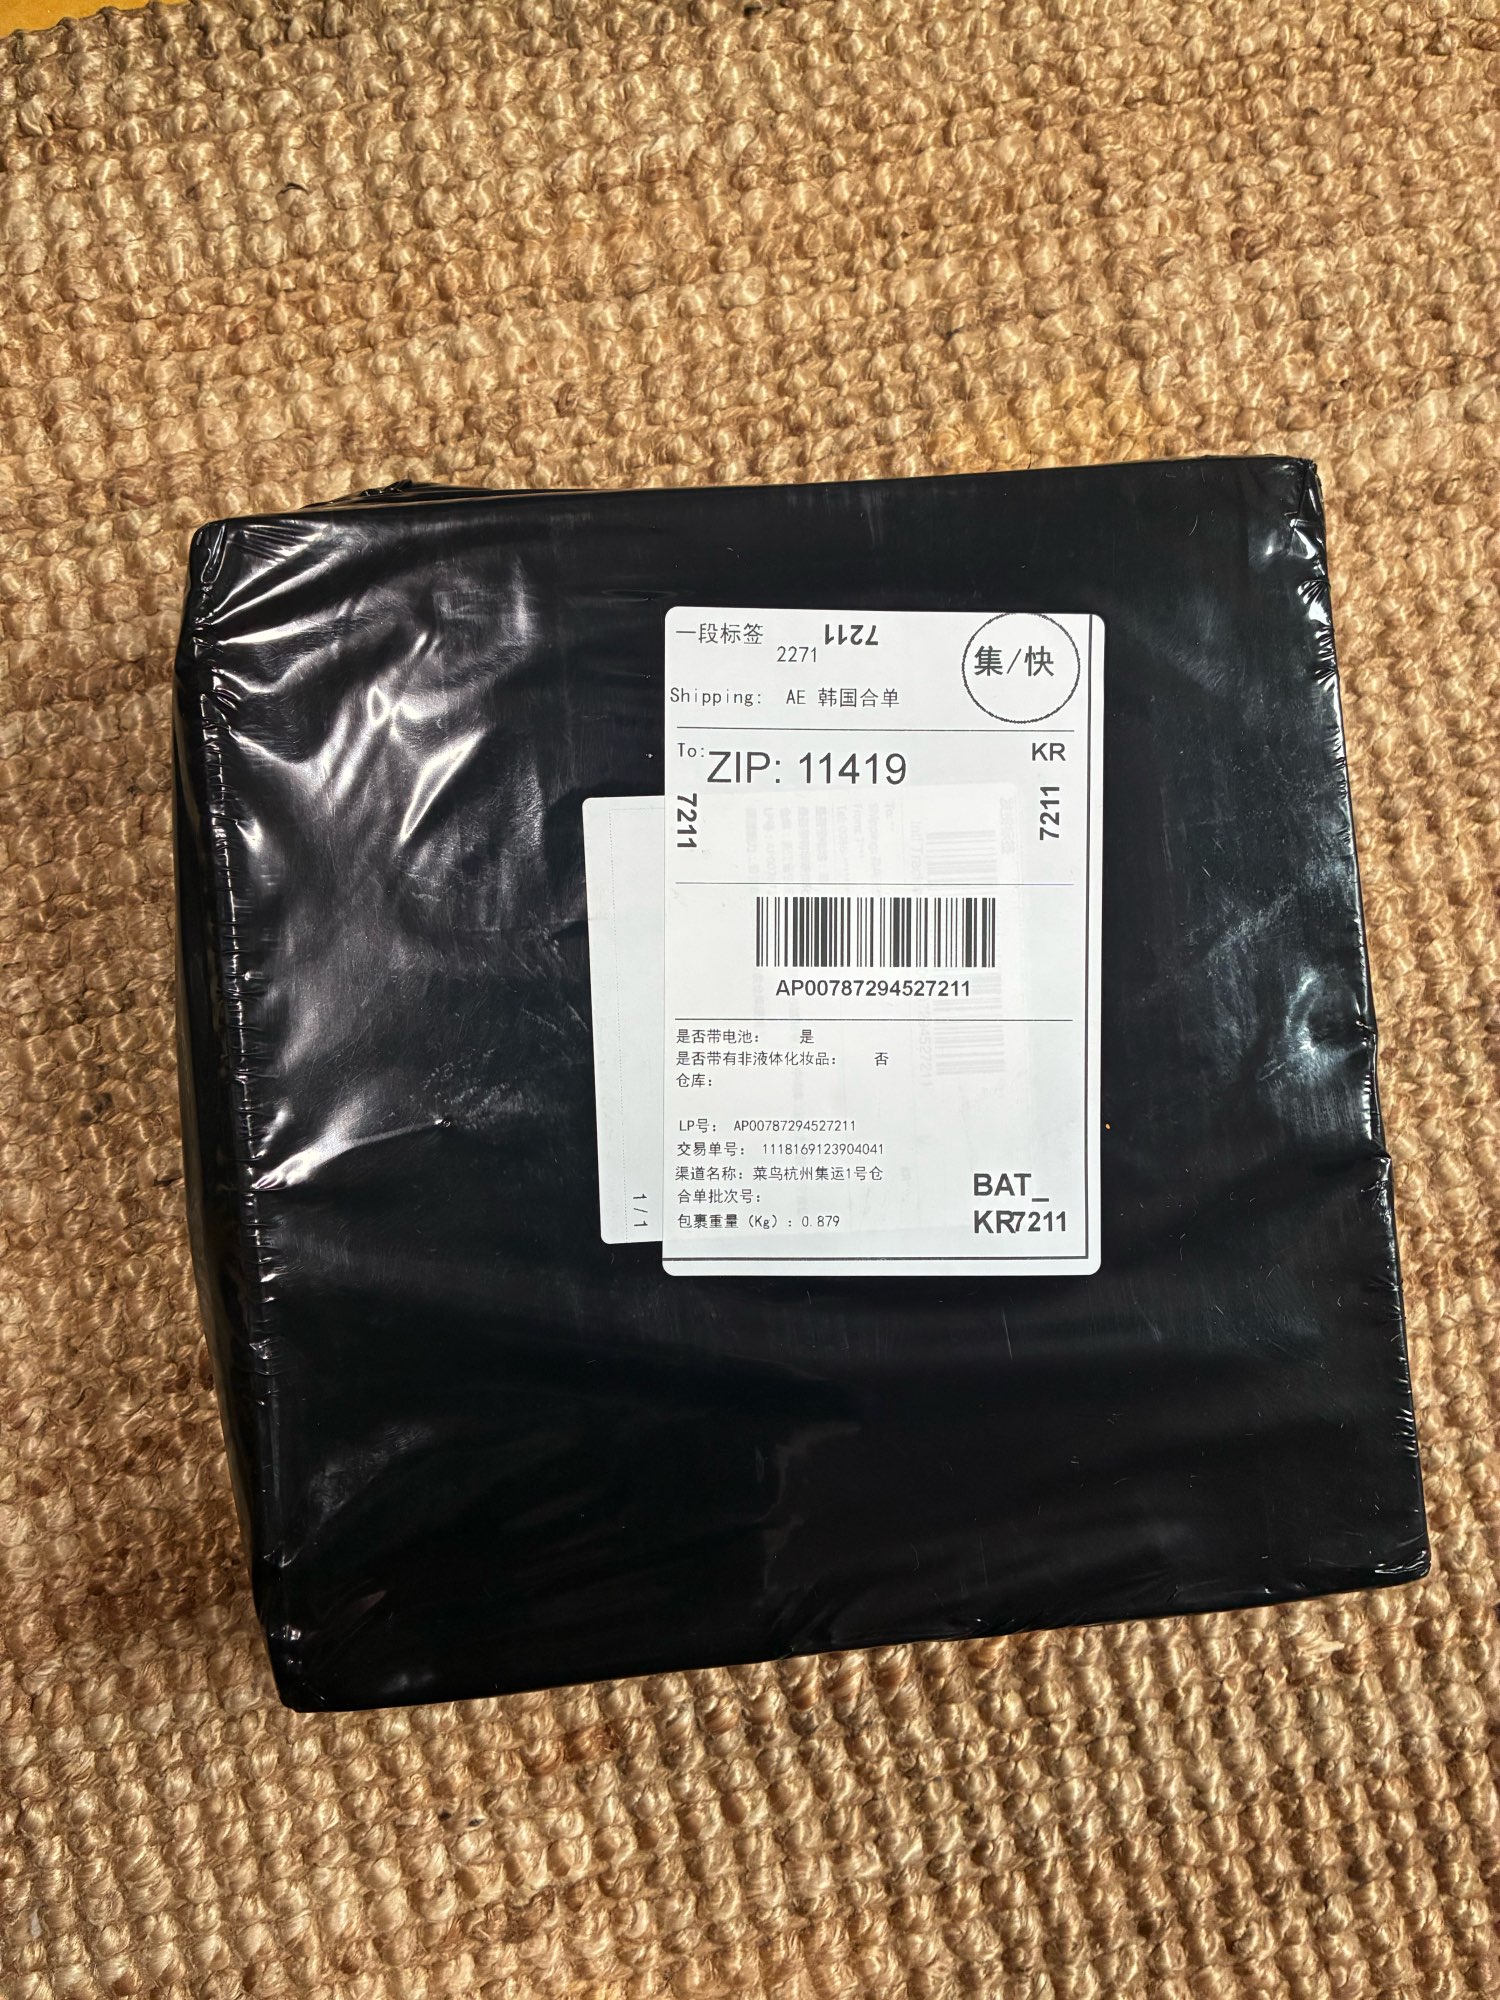 一段标签
7211
2271
集/快
Shipping: AE 韩国合单
To: ZIP: 11419
KR
7211
7211
AP00787294527211
是否带电池： 是
是否带有非液体化妆品： 否
仓库：
LP号： AP00787294527211
交易单号： 1118169123904041
渠道名称：菜鸟杭州集运1号仓
合单批次号：
包裹重量（Kg）：0.879
BAT_
KR7211
1/1